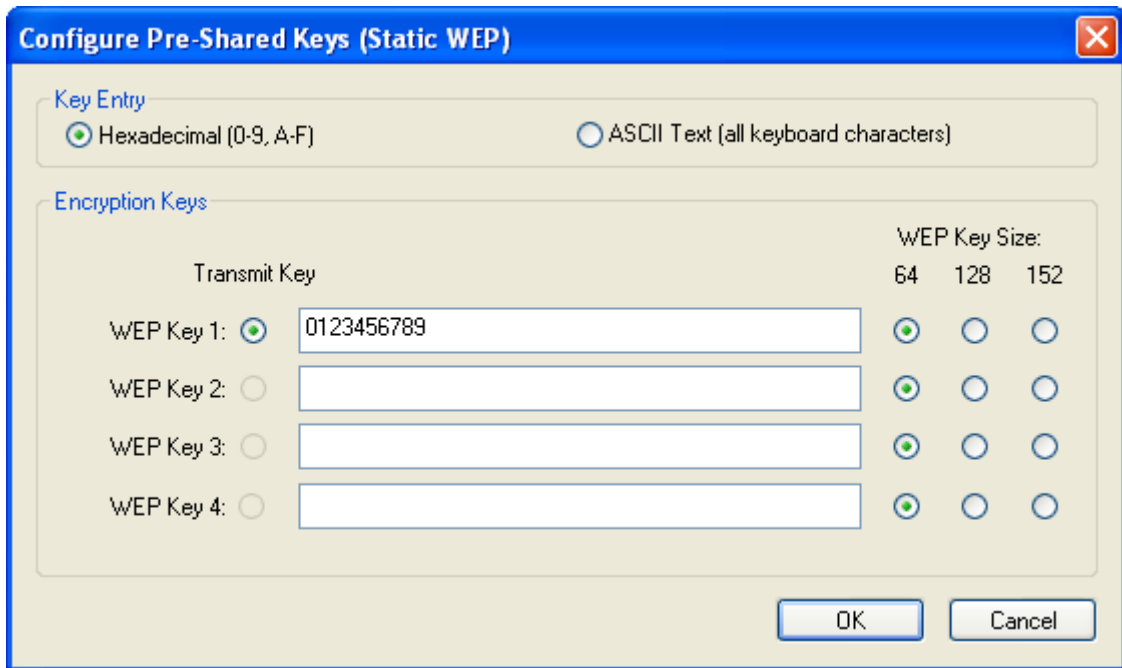 Configure Pre-Shared Keys (Static WEP)
Key Entry
Hexadecimal (0-9, A-F) ASCII Text (all keyboard characters)
Encryption Keys
WEP Key Size:
Transmit Key 64 128 152
WEP Key 1: 0123456789
WEP Key 2:
WEP Key 3:
WEP Key 4:
OK Cancel